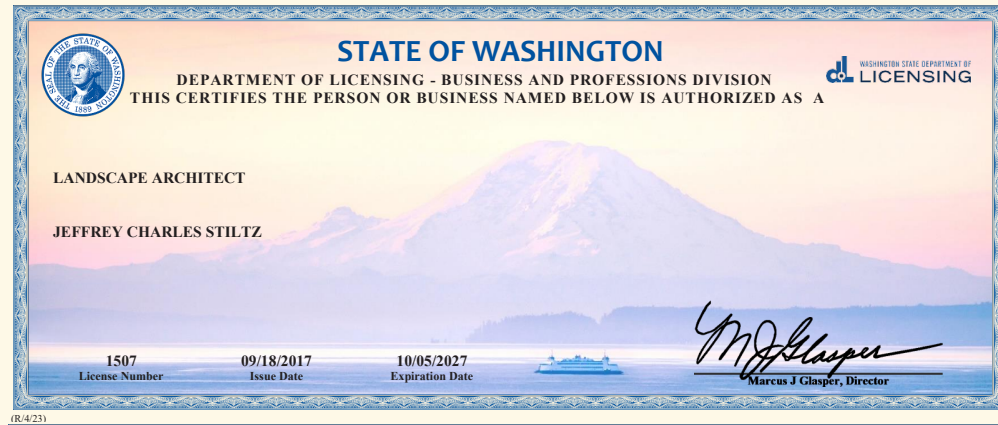 STATE OF WASHINGTON
DEPARTMENT OF LICENSING - BUSINESS AND PROFESSIONS DIVISION
THIS CERTIFIES THE PERSON OR BUSINESS NAMED BELOW IS AUTHORIZED AS A
THE SEAL OF THE STATE OF WASHINGTON
1889
WASHINGTON STATE DEPARTMENT OF
LICENSING
LANDSCAPE ARCHITECT
JEFFREY CHARLES STILTZ
1507
License Number
09/18/2017
Issue Date
10/05/2027
Expiration Date
MJGlasper
Marcus J Glasper, Director
(R/4/23)